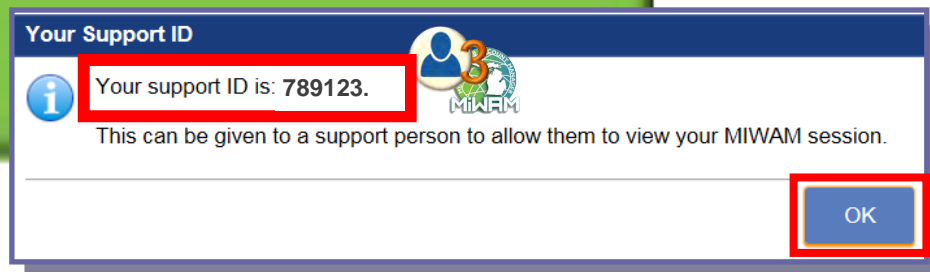 Your Support ID
3
MiWAM
Your support ID is: 789123.
This can be given to a support person to allow them to view your MIWAM session.
OK